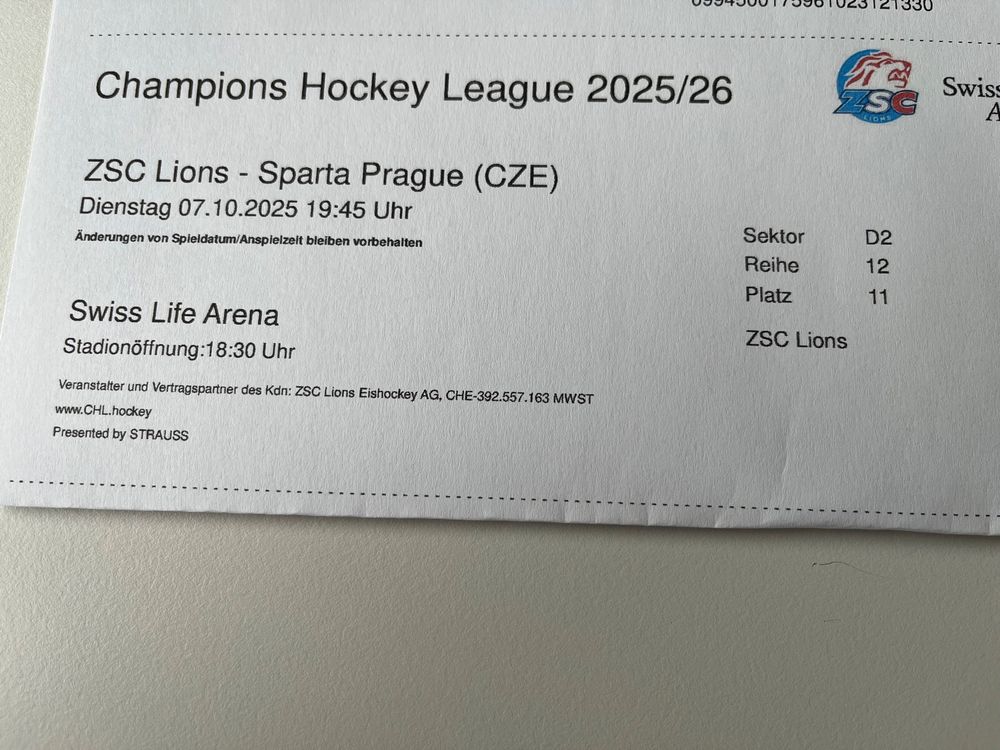 Champions Hockey League 2025/26
ZSC
LIONS
Swiss
ZSC Lions - Sparta Prague (CZE)
Dienstag 07.10.2025 19:45 Uhr
Änderungen von Spieldatum/Anspielzeit bleiben vorbehalten
Sektor D2
Reihe 12
Platz 11
ZSC Lions
Swiss Life Arena
Stadionöffnung:18:30 Uhr
Veranstalter und Vertragspartner des Kdn: ZSC Lions Eishockey AG, CHE-392.557.163 MWST
www.CHL.hockey
Presented by STRAUSS